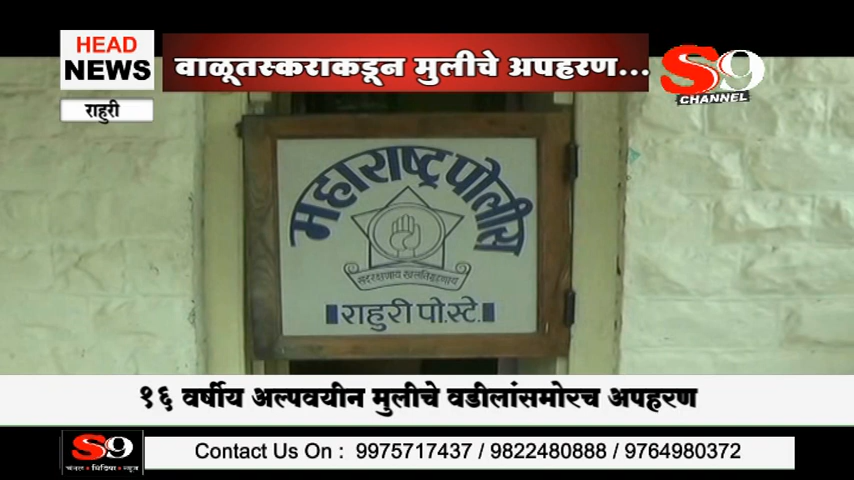 HEAD
NEWS
वाळूतस्कराकडून मुलीचे अपहरण...
S9
CHANNEL
राहुरी
महाराष्ट्र पोलीस
सद्‌रक्षणाय खलनिग्रहणाय
राहुरी पो.स्टे.
१६ वर्षीय अल्पवयीन मुलीचे वडीलांसमोरच अपहरण
S9
चॅनल • मिडिया • न्यूज
Contact Us On : 9975717437 / 9822480888 / 9764980372